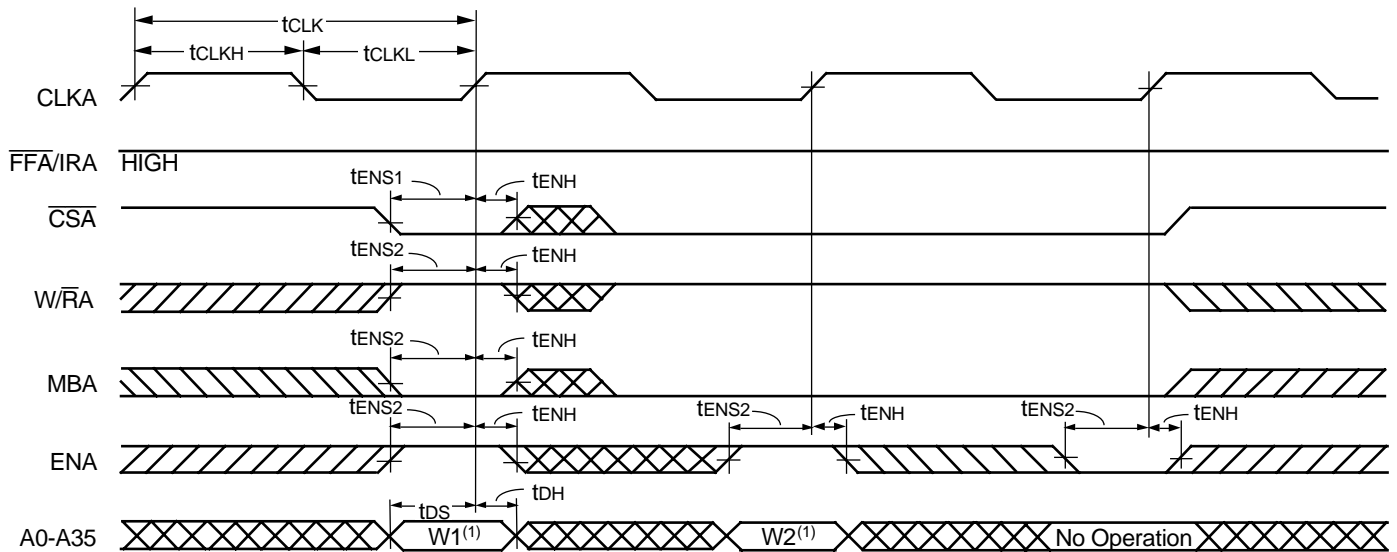 tCLK
tCLKH tCLKL
CLKA
FFA/IRA HIGH
tENS1 tENH
CSA
tENS2 tENH
W/RA
tENS2 tENH
MBA
tENS2 tENH tENS2 tENH tENS2 tENH
ENA
tDS tDH
A0-A35 W1(1) W2(1) No Operation